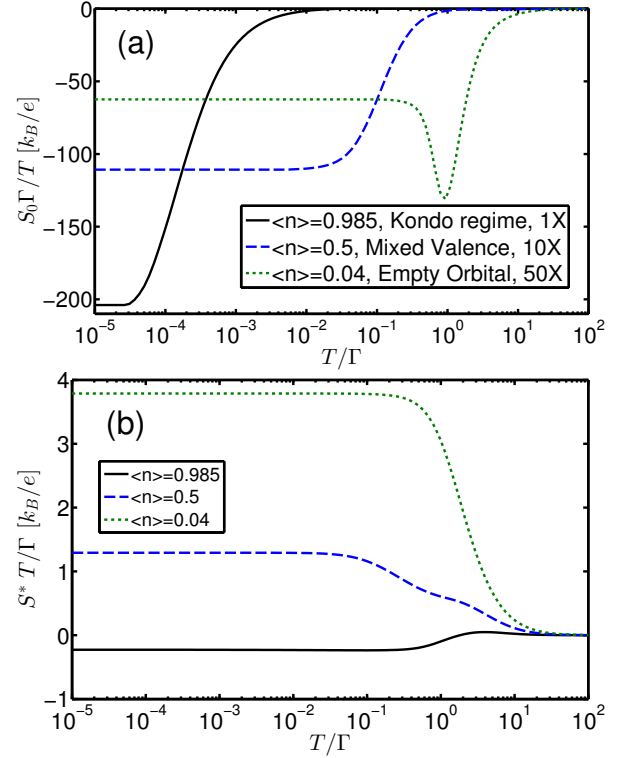 (a)
S₀Γ/T [k_B/e]
0
−50
−100
−150
−200
<n>=0.985, Kondo regime, 1X
<n>=0.5, Mixed Valence, 10X
<n>=0.04, Empty Orbital, 50X
10⁻⁵ 10⁻⁴ 10⁻³ 10⁻² 10⁻¹ 10⁰ 10¹ 10²
T/Γ
(b)
S* T/Γ [k_B/e]
4
3
2
1
0
−1
<n>=0.985
<n>=0.5
<n>=0.04
10⁻⁵ 10⁻⁴ 10⁻³ 10⁻² 10⁻¹ 10⁰ 10¹ 10²
T/Γ